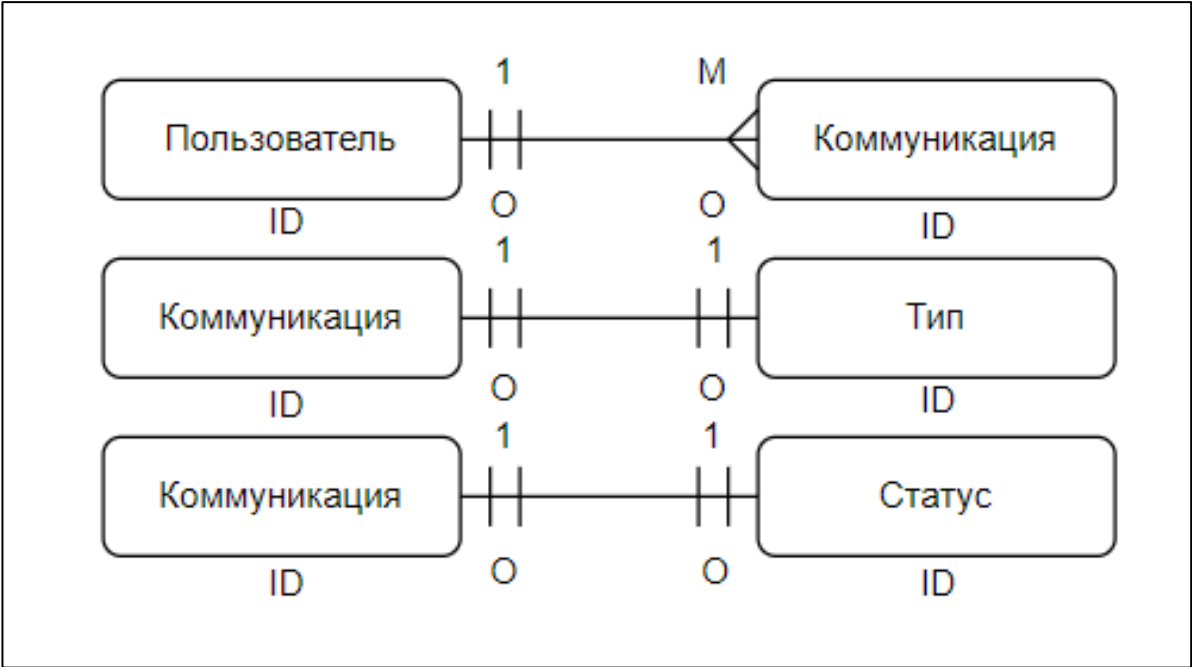 1 М
Пользователь Коммуникация
О О
ID ID
1 1
Коммуникация Тип
О О
ID ID
1 1
Коммуникация Статус
О О
ID ID